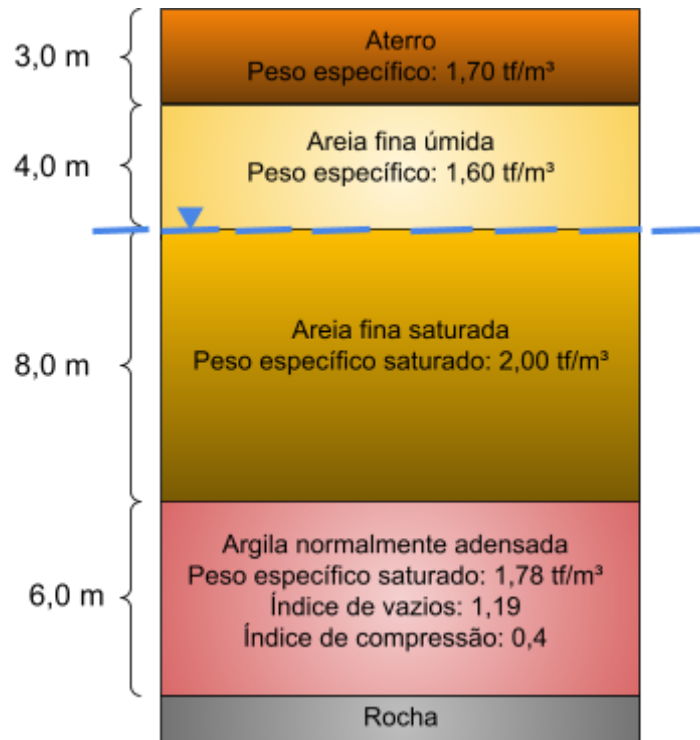 3,0 m
Aterro
Peso específico: 1,70 tf/m³
4,0 m
Areia fina úmida
Peso específico: 1,60 tf/m³
8,0 m
Areia fina saturada
Peso específico saturado: 2,00 tf/m³
6,0 m
Argila normalmente adensada
Peso específico saturado: 1,78 tf/m³
Índice de vazios: 1,19
Índice de compressão: 0,4
Rocha